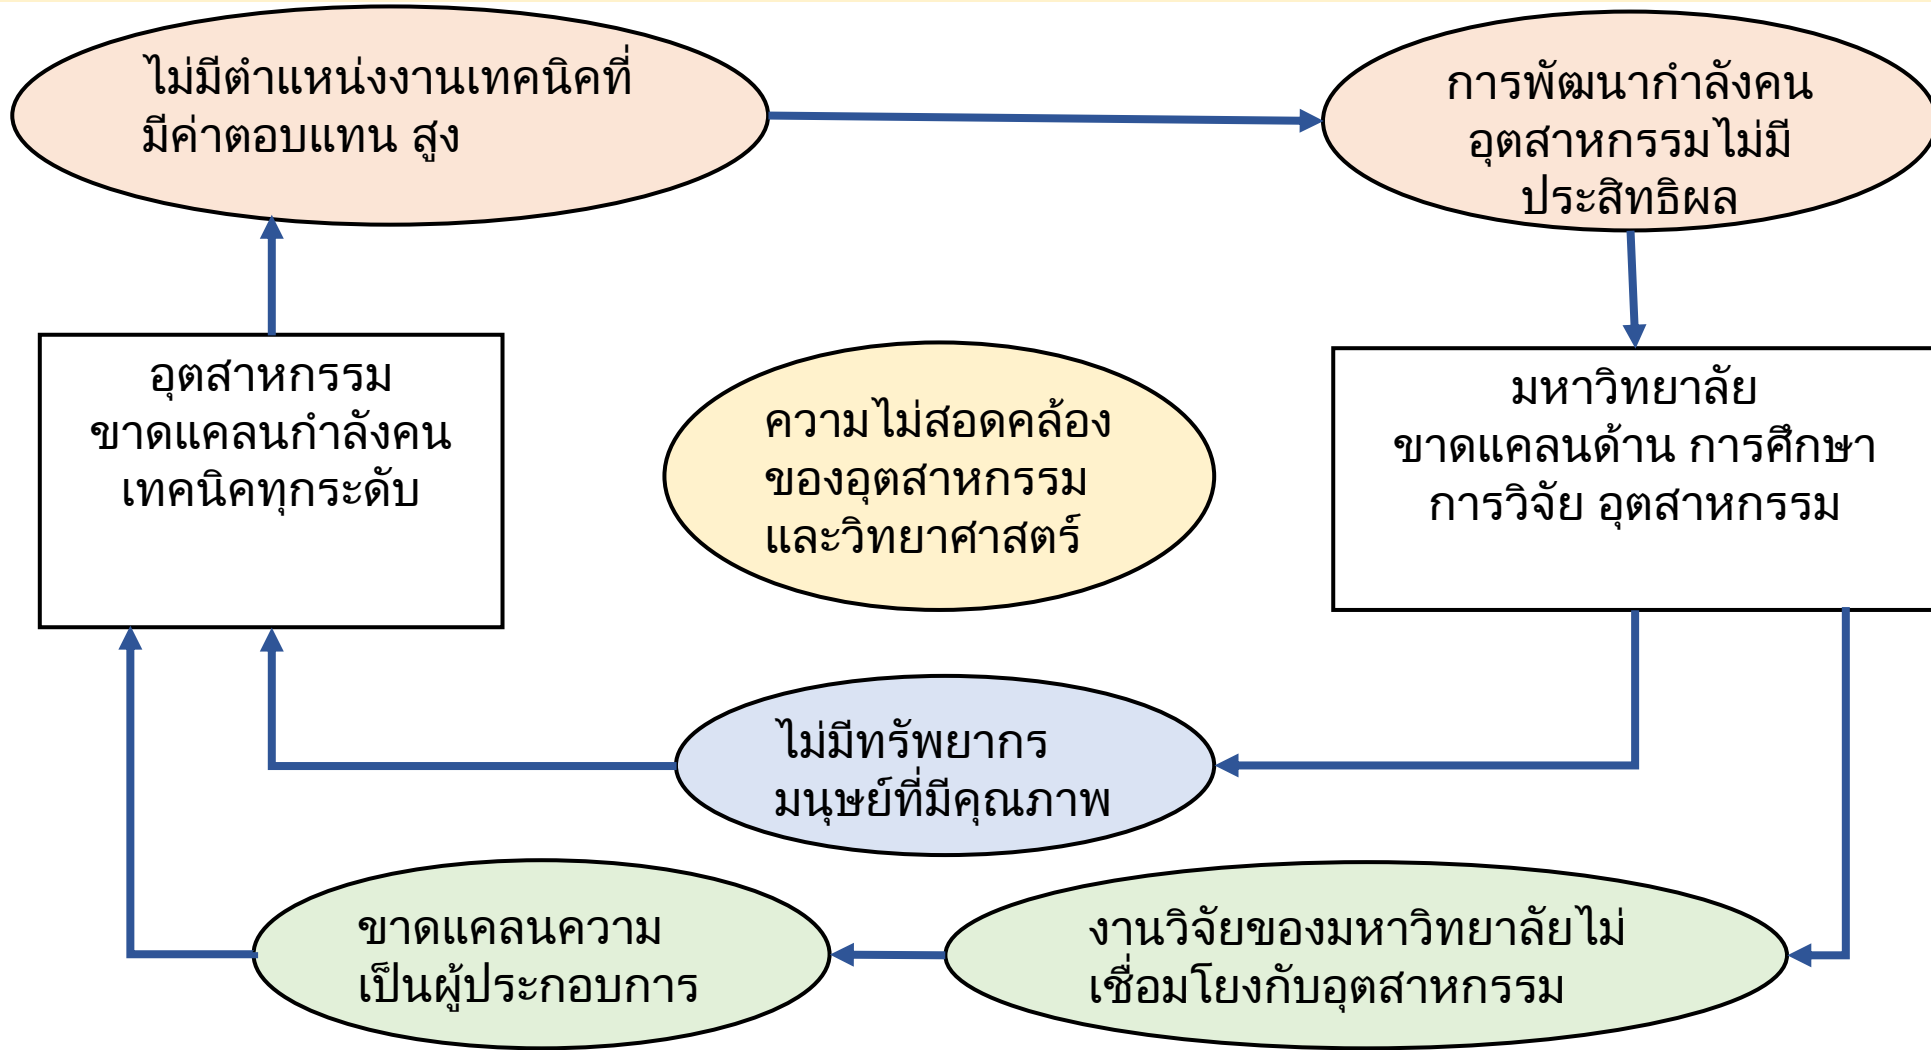 ไม่มีตำแหน่งงานเทคนิคที่
มีค่าตอบแทน สูง
การพัฒนากำลังคน
อุตสาหกรรมไม่มี
ประสิทธิผล
อุตสาหกรรม
ขาดแคลนกำลังคน
เทคนิคทุกระดับ
ความไม่สอดคล้อง
ของอุตสาหกรรม
และวิทยาศาสตร์
มหาวิทยาลัย
ขาดแคลนด้าน การศึกษา
การวิจัย อุตสาหกรรม
ไม่มีทรัพยากร
มนุษย์ที่มีคุณภาพ
ขาดแคลนความ
เป็นผู้ประกอบการ
งานวิจัยของมหาวิทยาลัยไม่
เชื่อมโยงกับอุตสาหกรรม